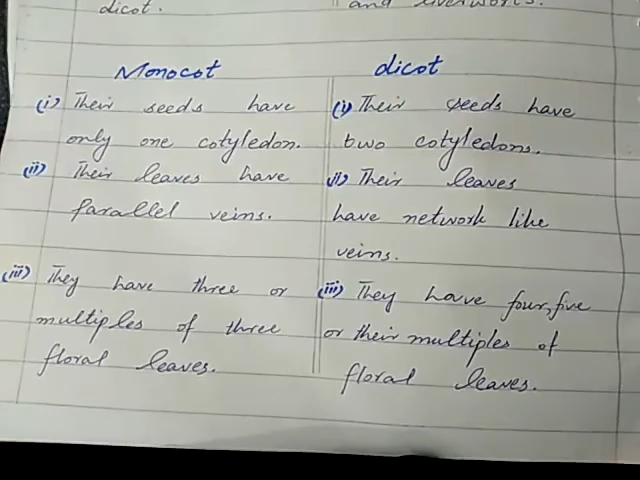 dicot.
and liverworts.
Monocot
dicot
(i) Their seeds have
only one cotyledon.
(ii) Their leaves have
parallel veins.
(iii) They have three or
multiples of three
floral leaves.
(i) Their seeds have
two cotyledons.
(ii) Their leaves
have network like
veins.
(iii) They have four, five
or their multiples of
floral leaves.